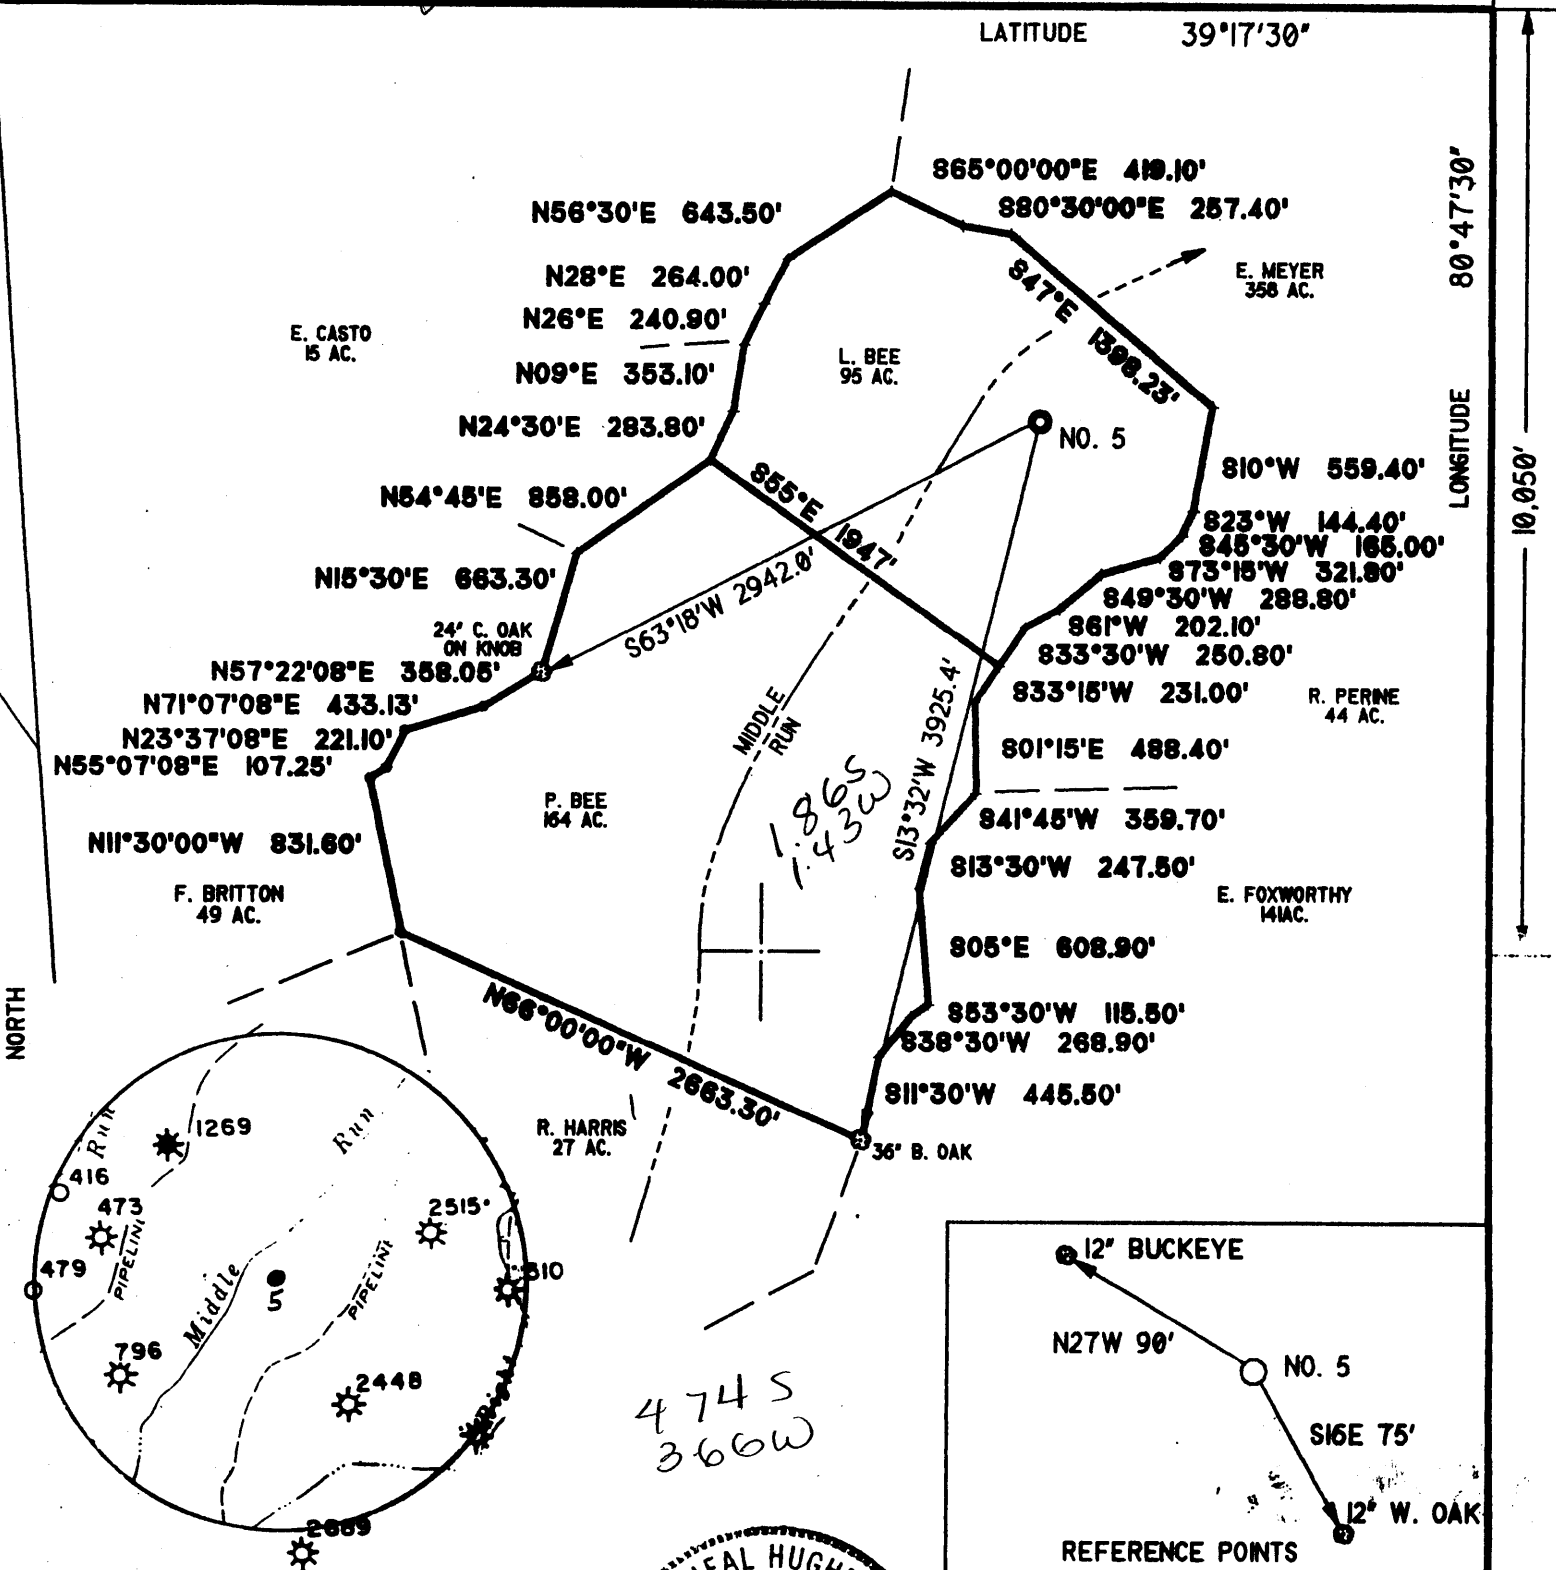 LATITUDE 39°17'30"
S65°00'00"E 419.10'
S80°30'00"E 257.40'
N56°30'E 643.50'
N28°E 264.00'
N26°E 240.90'
N09°E 353.10'
N24°30'E 283.80'
N54°45'E 858.00'
N15°30'E 663.30'
24" C. OAK
ON KNOB
N57°22'08"E 358.05'
N71°07'08"E 433.13'
N23°37'08"E 221.10'
N55°07'08"E 107.25'
N11°30'00"W 831.60'
E. CASTO
15 AC.
L. BEE
95 AC.
E. MEYER
358 AC.
S47°E 1398.23'
NO. 5
S55°E 1947'
S63°18'W 2942.0'
S13°32'W 3925.4'
S10°W 559.40'
S23°W 144.40'
S45°30'W 165.00'
S73°15'W 321.80'
S49°30'W 288.80'
S61°W 202.10'
S33°30'W 250.80'
S33°15'W 231.00'
S01°15'E 488.40'
S41°45'W 359.70'
S13°30'W 247.50'
S05°E 608.90'
S53°30'W 115.50'
S38°30'W 268.90'
S11°30'W 445.50'
R. PERINE
44 AC.
E. FOXWORTHY
141AC.
MIDDLE
RUN
1.86S
1.43W
P. BEE
164 AC.
F. BRITTON
49 AC.
N66°00'00"W 2663.30'
R. HARRIS
27 AC.
36" B. OAK
80°47'30"
LONGITUDE
10,050'
NORTH
Run
1269
Run
416
473
2515
PIPELIN
479
Middle
5
PIPELIN
510
796
2448
2689
474 S
366W
12" BUCKEYE
N27W 90'
NO. 5
S16E 75'
12" W. OAK
REFERENCE POINTS
EAL HUGH